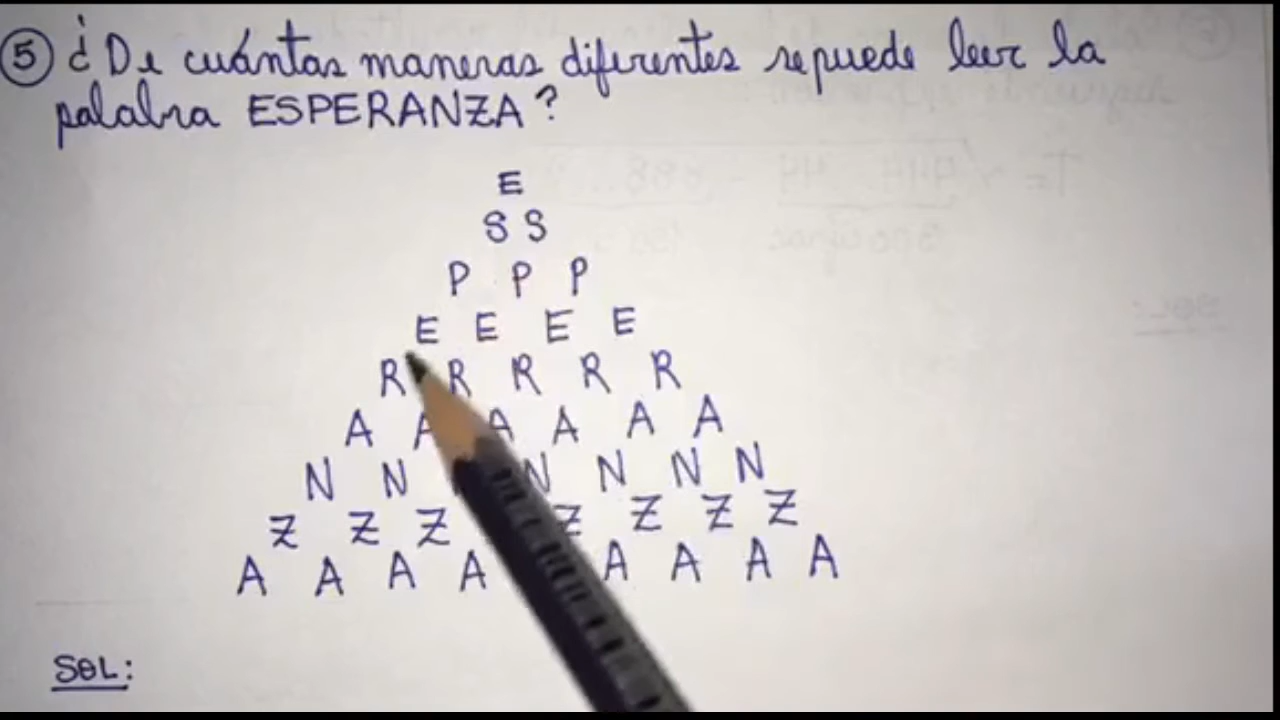 5 ¿De cuántas maneras diferentes se puede leer la
palabra ESPERANZA?
E
S S
P P P
E E E E
R R R R R
A A A A A A
N N N N N N
Z Z Z Z Z Z Z
A A A A A A A A
SOL: